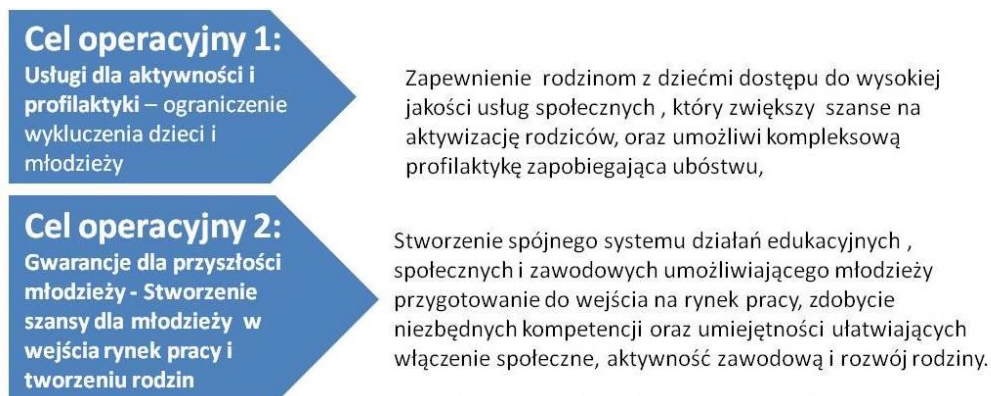 Cel operacyjny 1:
Usługi dla aktywności i
profilaktyki – ograniczenie
wykluczenia dzieci i
młodzieży
Zapewnienie rodzinom z dziećmi dostępu do wysokiej
jakości usług społecznych , który zwiększy szanse na
aktywizację rodziców, oraz umożliwi kompleksową
profilaktykę zapobiegająca ubóstwu,
Cel operacyjny 2:
Gwarancje dla przyszłości
młodzieży - Stworzenie
szansy dla młodzieży w
wejścia rynek pracy i
tworzeniu rodzin
Stworzenie spójnego systemu działań edukacyjnych ,
społecznych i zawodowych umożliwiającego młodzieży
przygotowanie do wejścia na rynek pracy, zdobycie
niezbędnych kompetencji oraz umiejętności ułatwiających
włączenie społeczne, aktywność zawodową i rozwój rodziny.